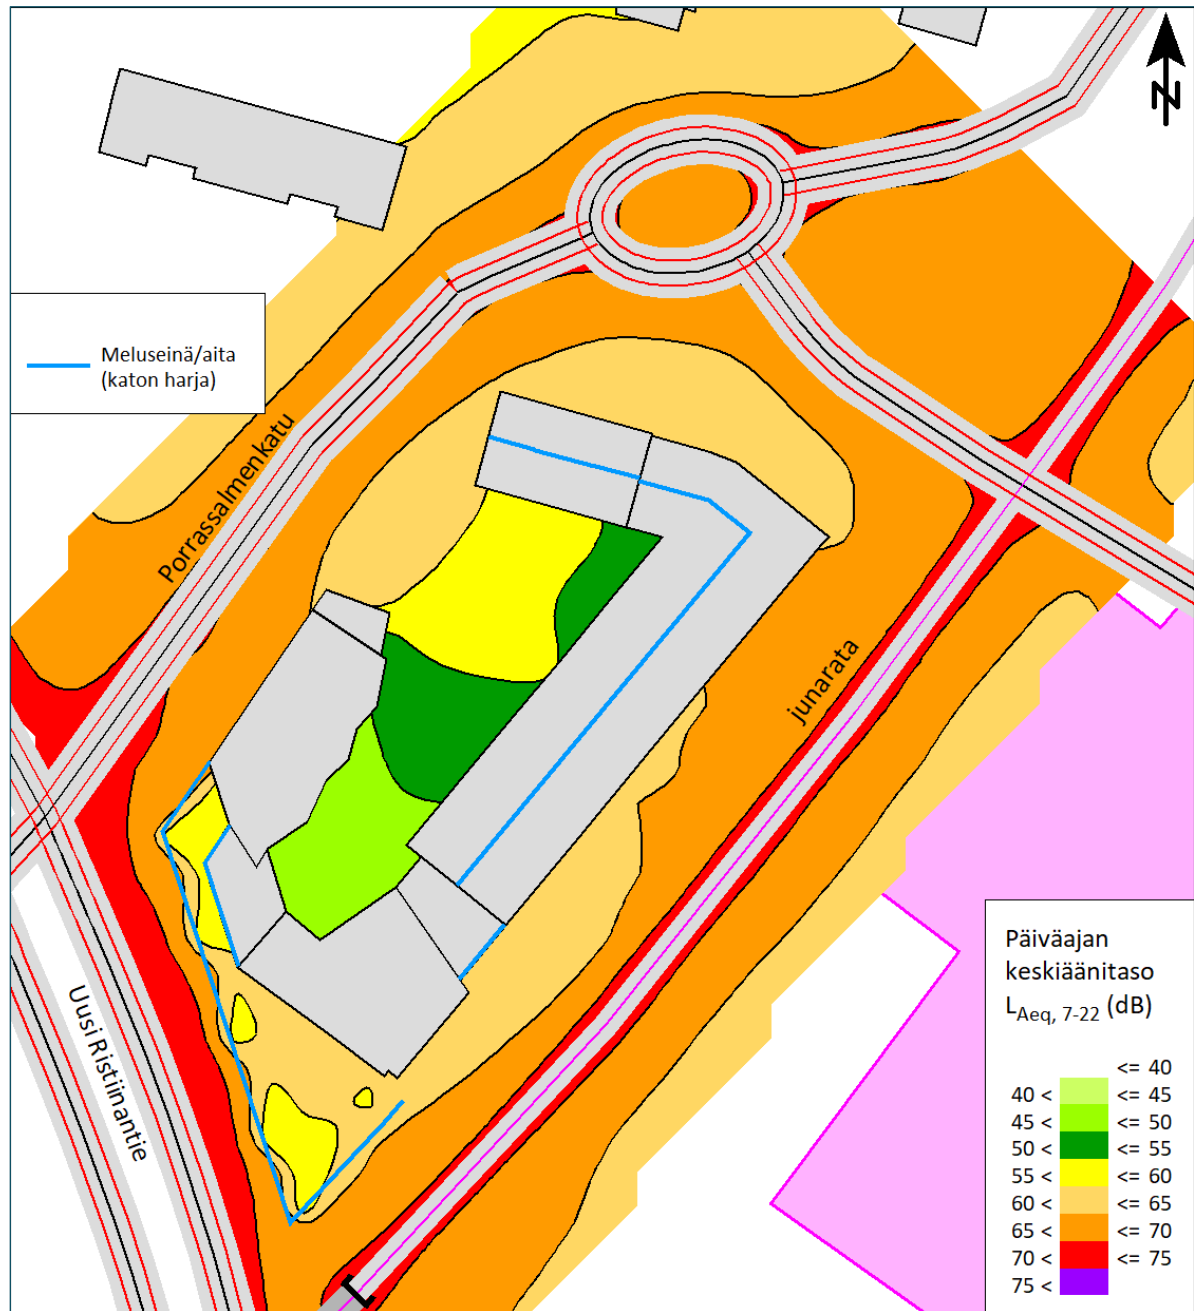 N
Meluseinä/aita
(katon harja)
Porrassalmenkatu
junarata
Uusi Ristiinantie
Päiväajan
keskiäänitaso
LAeq, 7-22 (dB)
<= 40
40 < <= 45
45 < <= 50
50 < <= 55
55 < <= 60
60 < <= 65
65 < <= 70
70 < <= 75
75 <